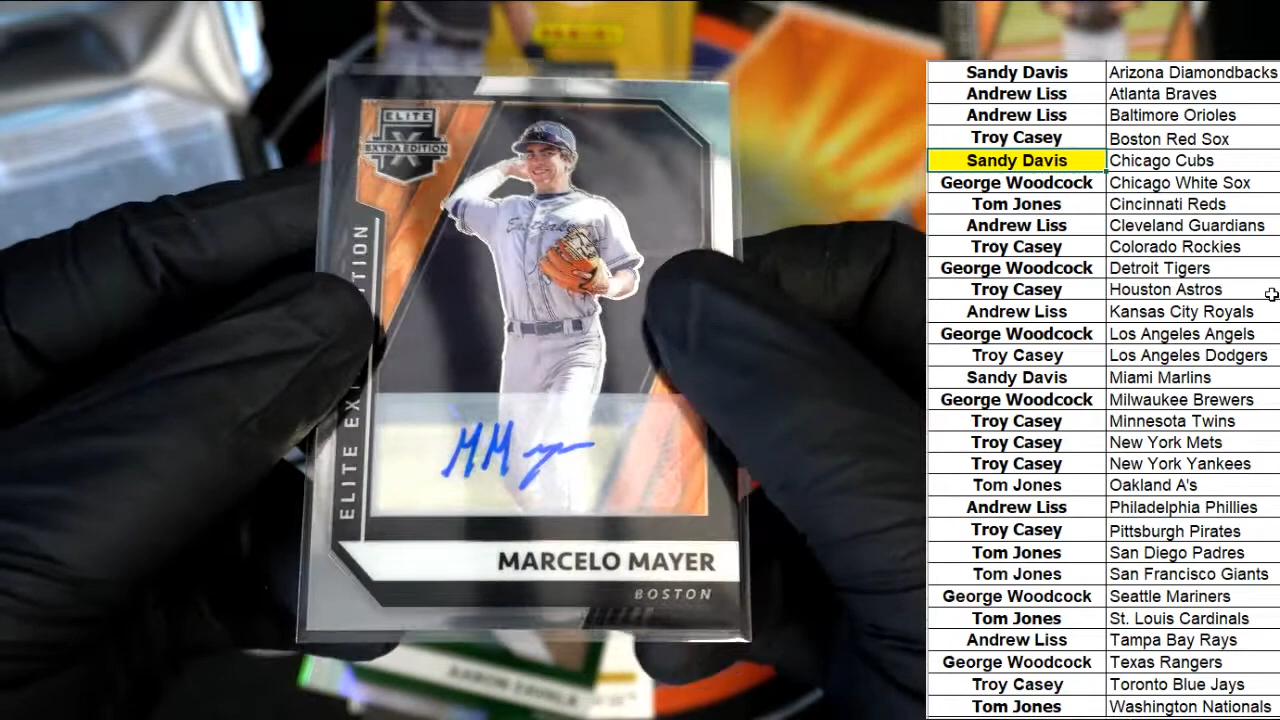 PANINI
ELITE
X
EXTRA EDITION
MM
MARCELO MAYER
BOSTON
Sandy Davis Arizona Diamondbacks
Andrew Liss Atlanta Braves
Andrew Liss Baltimore Orioles
Troy Casey Boston Red Sox
Sandy Davis Chicago Cubs
George Woodcock Chicago White Sox
Tom Jones Cincinnati Reds
Andrew Liss Cleveland Guardians
Troy Casey Colorado Rockies
George Woodcock Detroit Tigers
Troy Casey Houston Astros
Andrew Liss Kansas City Royals
George Woodcock Los Angeles Angels
Troy Casey Los Angeles Dodgers
Sandy Davis Miami Marlins
George Woodcock Milwaukee Brewers
Troy Casey Minnesota Twins
Troy Casey New York Mets
Troy Casey New York Yankees
Tom Jones Oakland A's
Andrew Liss Philadelphia Phillies
Troy Casey Pittsburgh Pirates
Tom Jones San Diego Padres
Tom Jones San Francisco Giants
George Woodcock Seattle Mariners
Tom Jones St. Louis Cardinals
Andrew Liss Tampa Bay Rays
George Woodcock Texas Rangers
Troy Casey Toronto Blue Jays
Tom Jones Washington Nationals